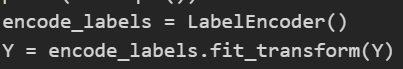 encode_labels = LabelEncoder()
Y = encode_labels.fit_transform(Y)